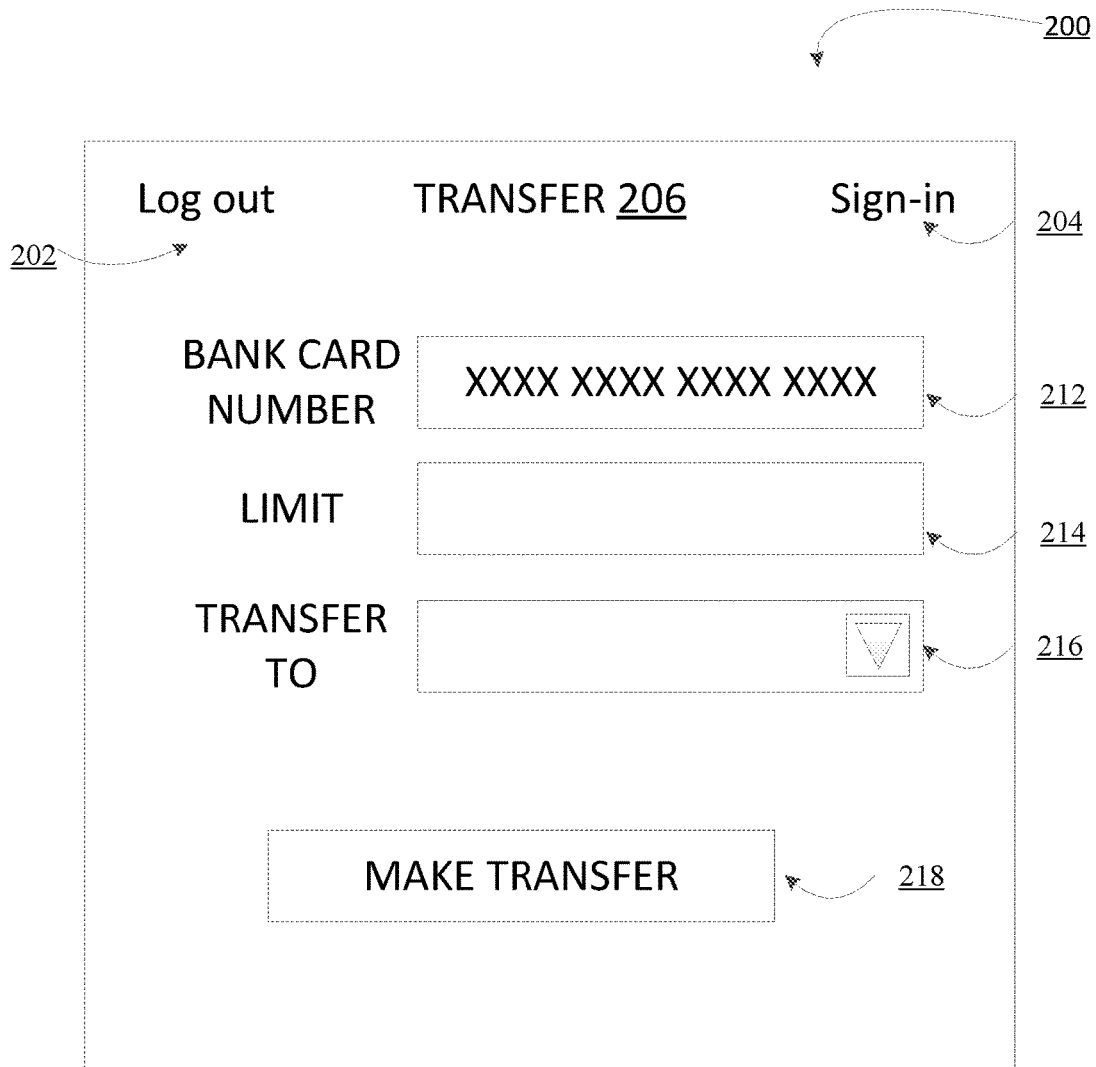 200
Log out TRANSFER 206 Sign-in
202
204
BANK CARD
NUMBER
XXXX XXXX XXXX XXXX
212
LIMIT
214
TRANSFER
TO
216
MAKE TRANSFER
218